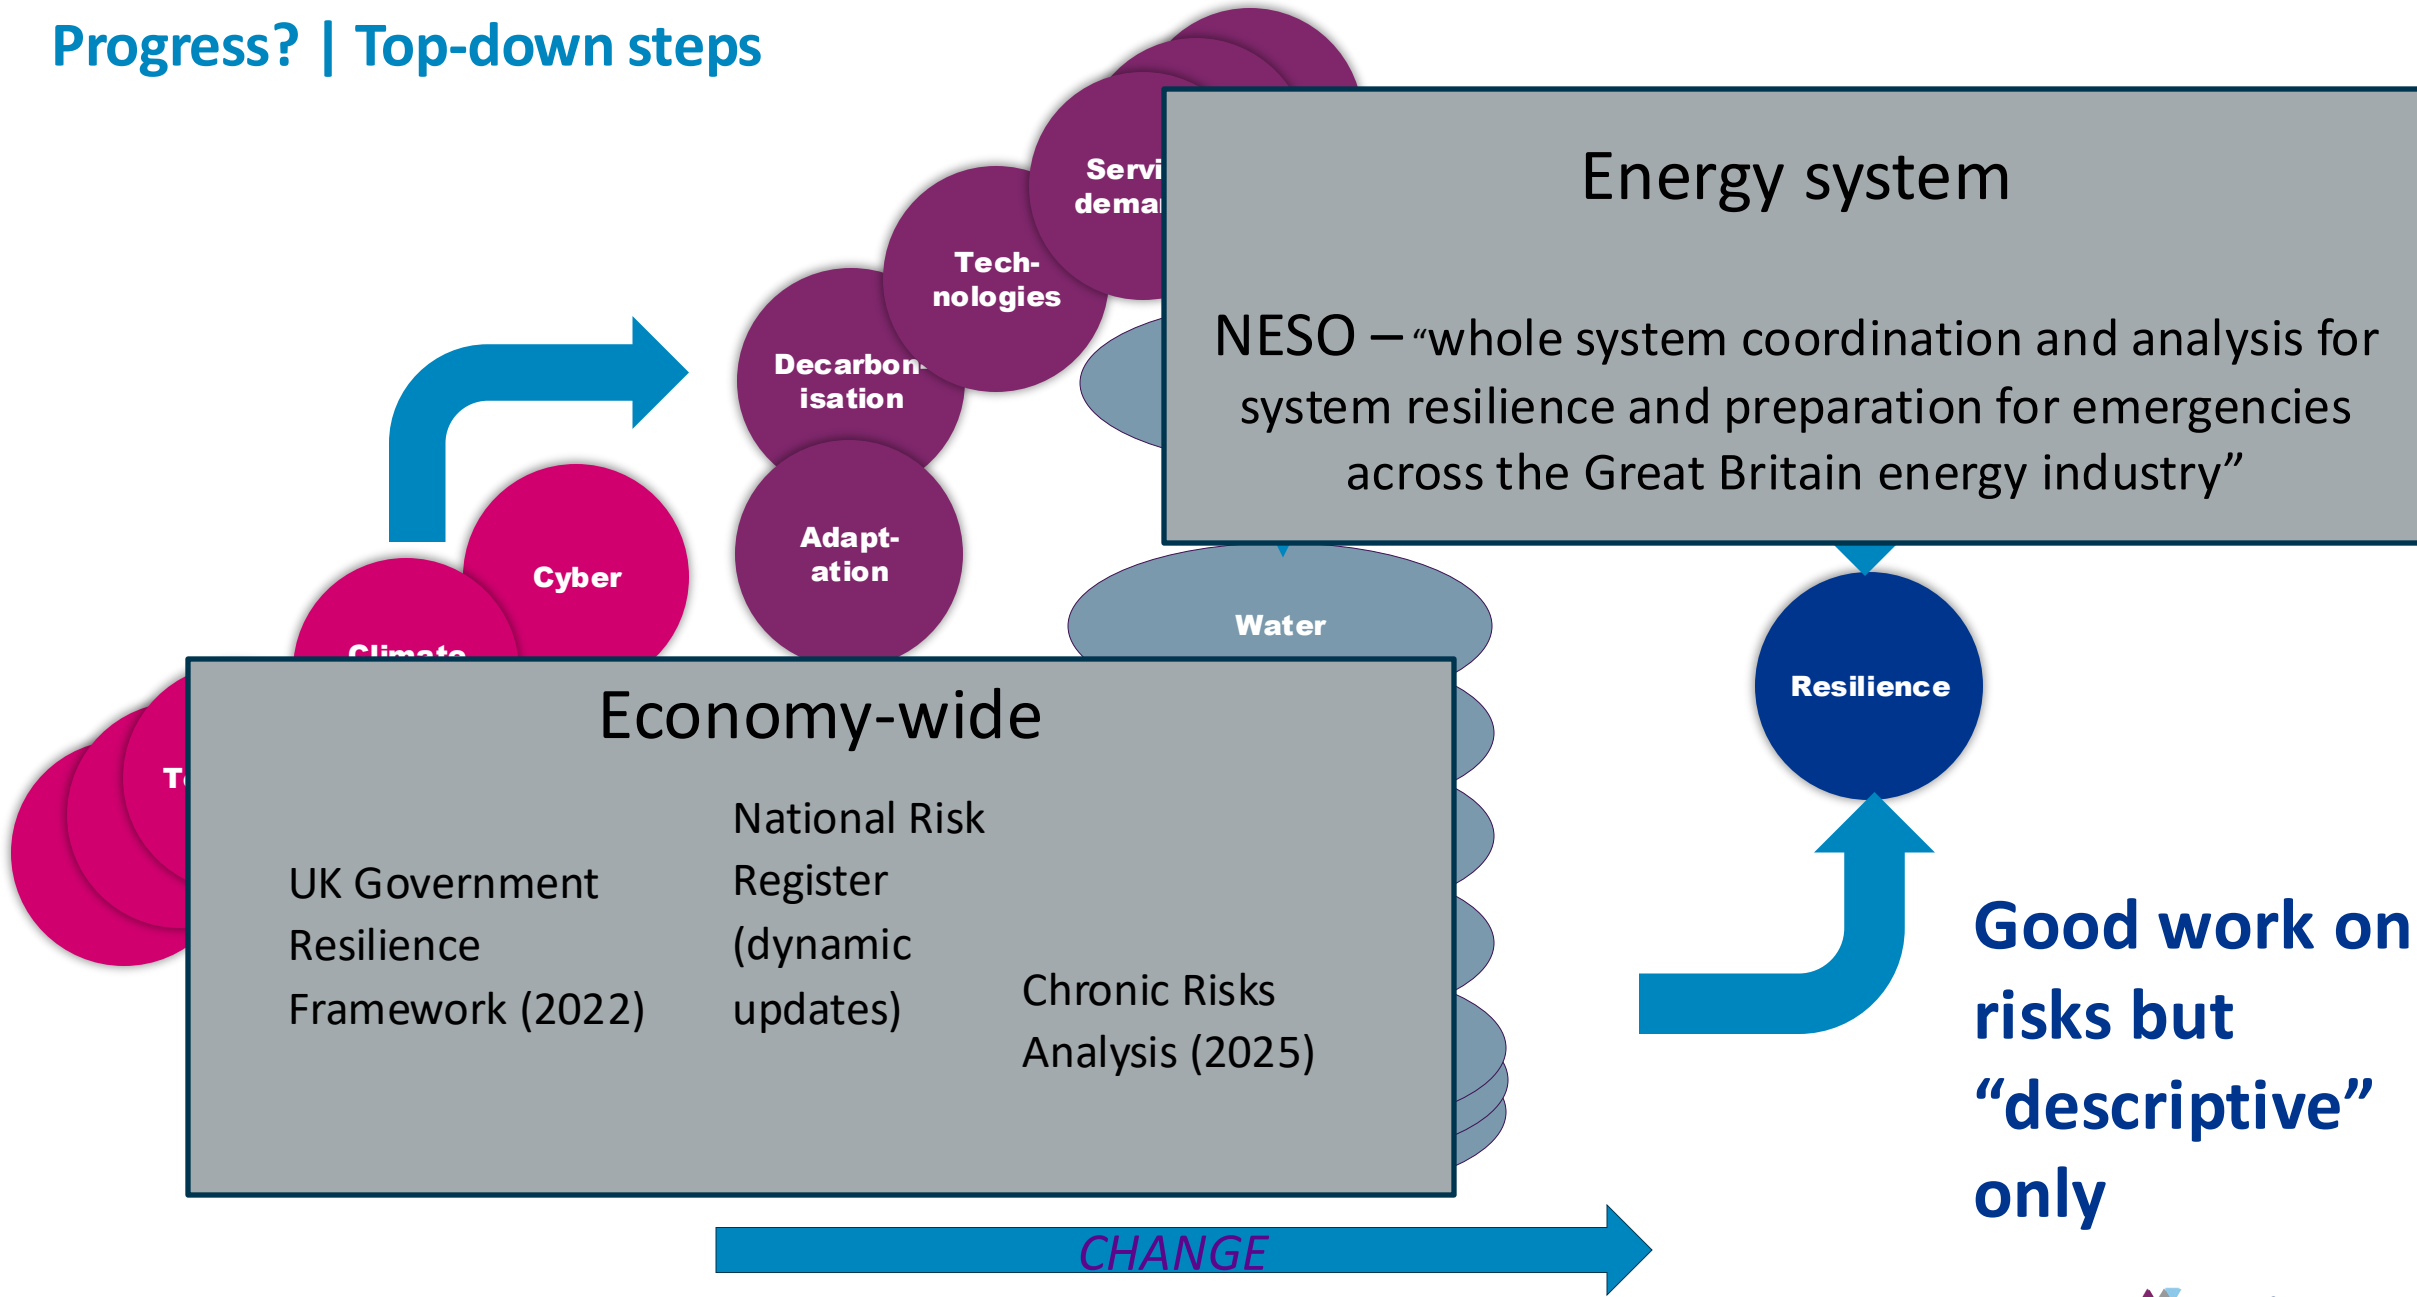 Progress? | Top-down steps
Tech-
nologies
Decarbon-
isation
Adapt-
ation
Cyber
Climate
Energy system
NESO – “whole system coordination and analysis for
system resilience and preparation for emergencies
across the Great Britain energy industry”
Water
Resilience
Economy-wide
UK Government
Resilience
Framework (2022)
National Risk
Register
(dynamic
updates)
Chronic Risks
Analysis (2025)
Good work on
risks but
“descriptive”
only
CHANGE